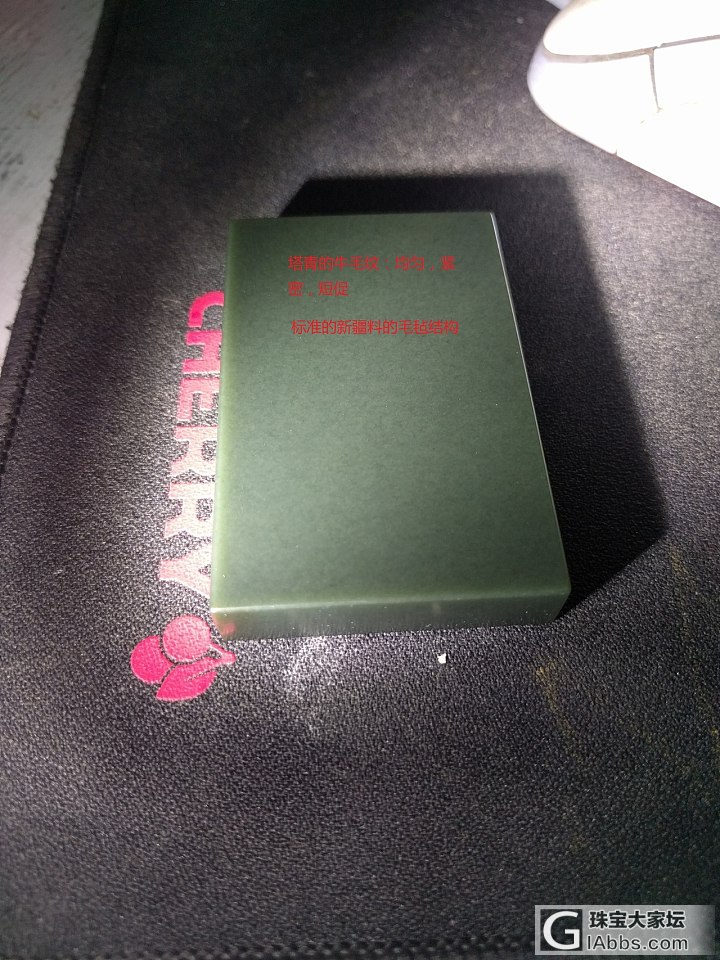 塔青的牛毛纹：均匀，紧
密，短促
标准的新疆料的毛毡结构
CHERRY
G 珠宝大家坛
lAbbs.com